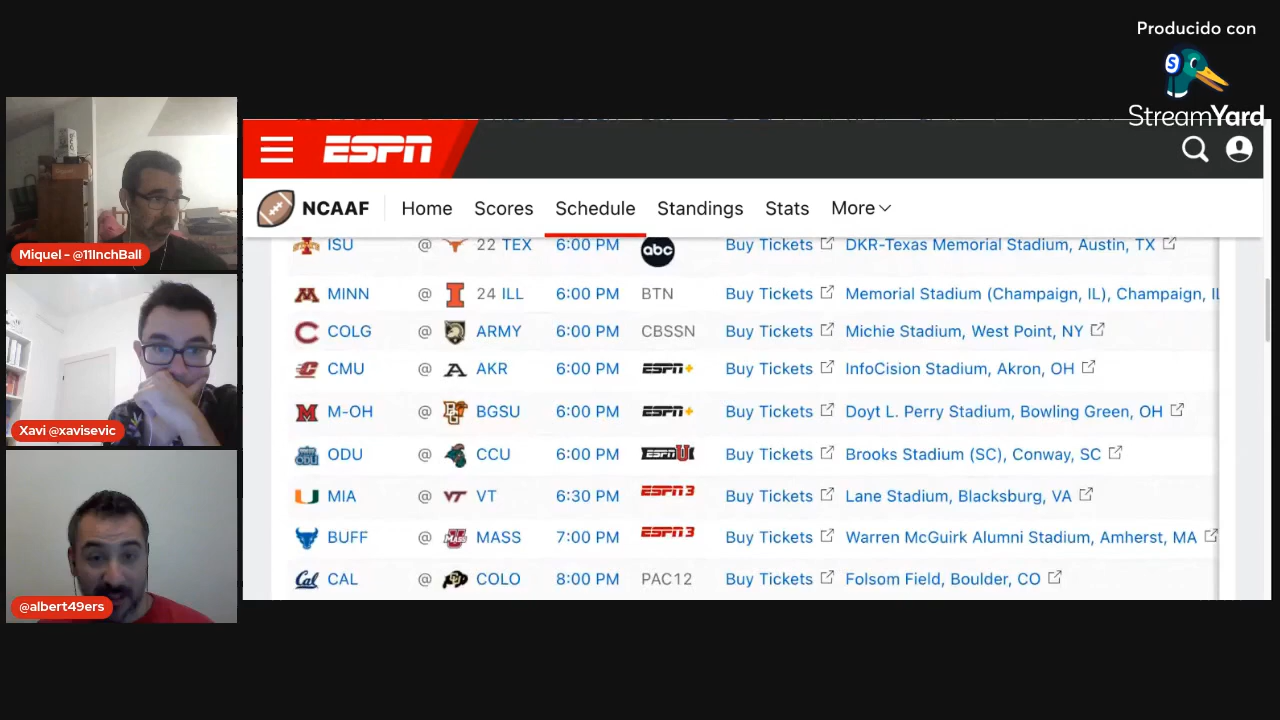 Producido con
StreamYard
ESPN
NCAAF Home Scores Schedule Standings Stats More
ISU @ 22 TEX 6:00 PM abc Buy Tickets DKR-Texas Memorial Stadium, Austin, TX
MINN @ 24 ILL 6:00 PM BTN Buy Tickets Memorial Stadium (Champaign, IL), Champaign, IL
COLG @ ARMY 6:00 PM CBSSN Buy Tickets Michie Stadium, West Point, NY
CMU @ AKR 6:00 PM ESPN+ Buy Tickets InfoCision Stadium, Akron, OH
M-OH @ BGSU 6:00 PM ESPN+ Buy Tickets Doyt L. Perry Stadium, Bowling Green, OH
ODU @ CCU 6:00 PM ESPNU Buy Tickets Brooks Stadium (SC), Conway, SC
MIA @ VT 6:30 PM ESPN3 Buy Tickets Lane Stadium, Blacksburg, VA
BUFF @ MASS 7:00 PM ESPN3 Buy Tickets Warren McGuirk Alumni Stadium, Amherst, MA
Cal CAL @ COLO 8:00 PM PAC12 Buy Tickets Folsom Field, Boulder, CO
Miquel - @11InchBall
Xavi @xavisevic
@albert49ers